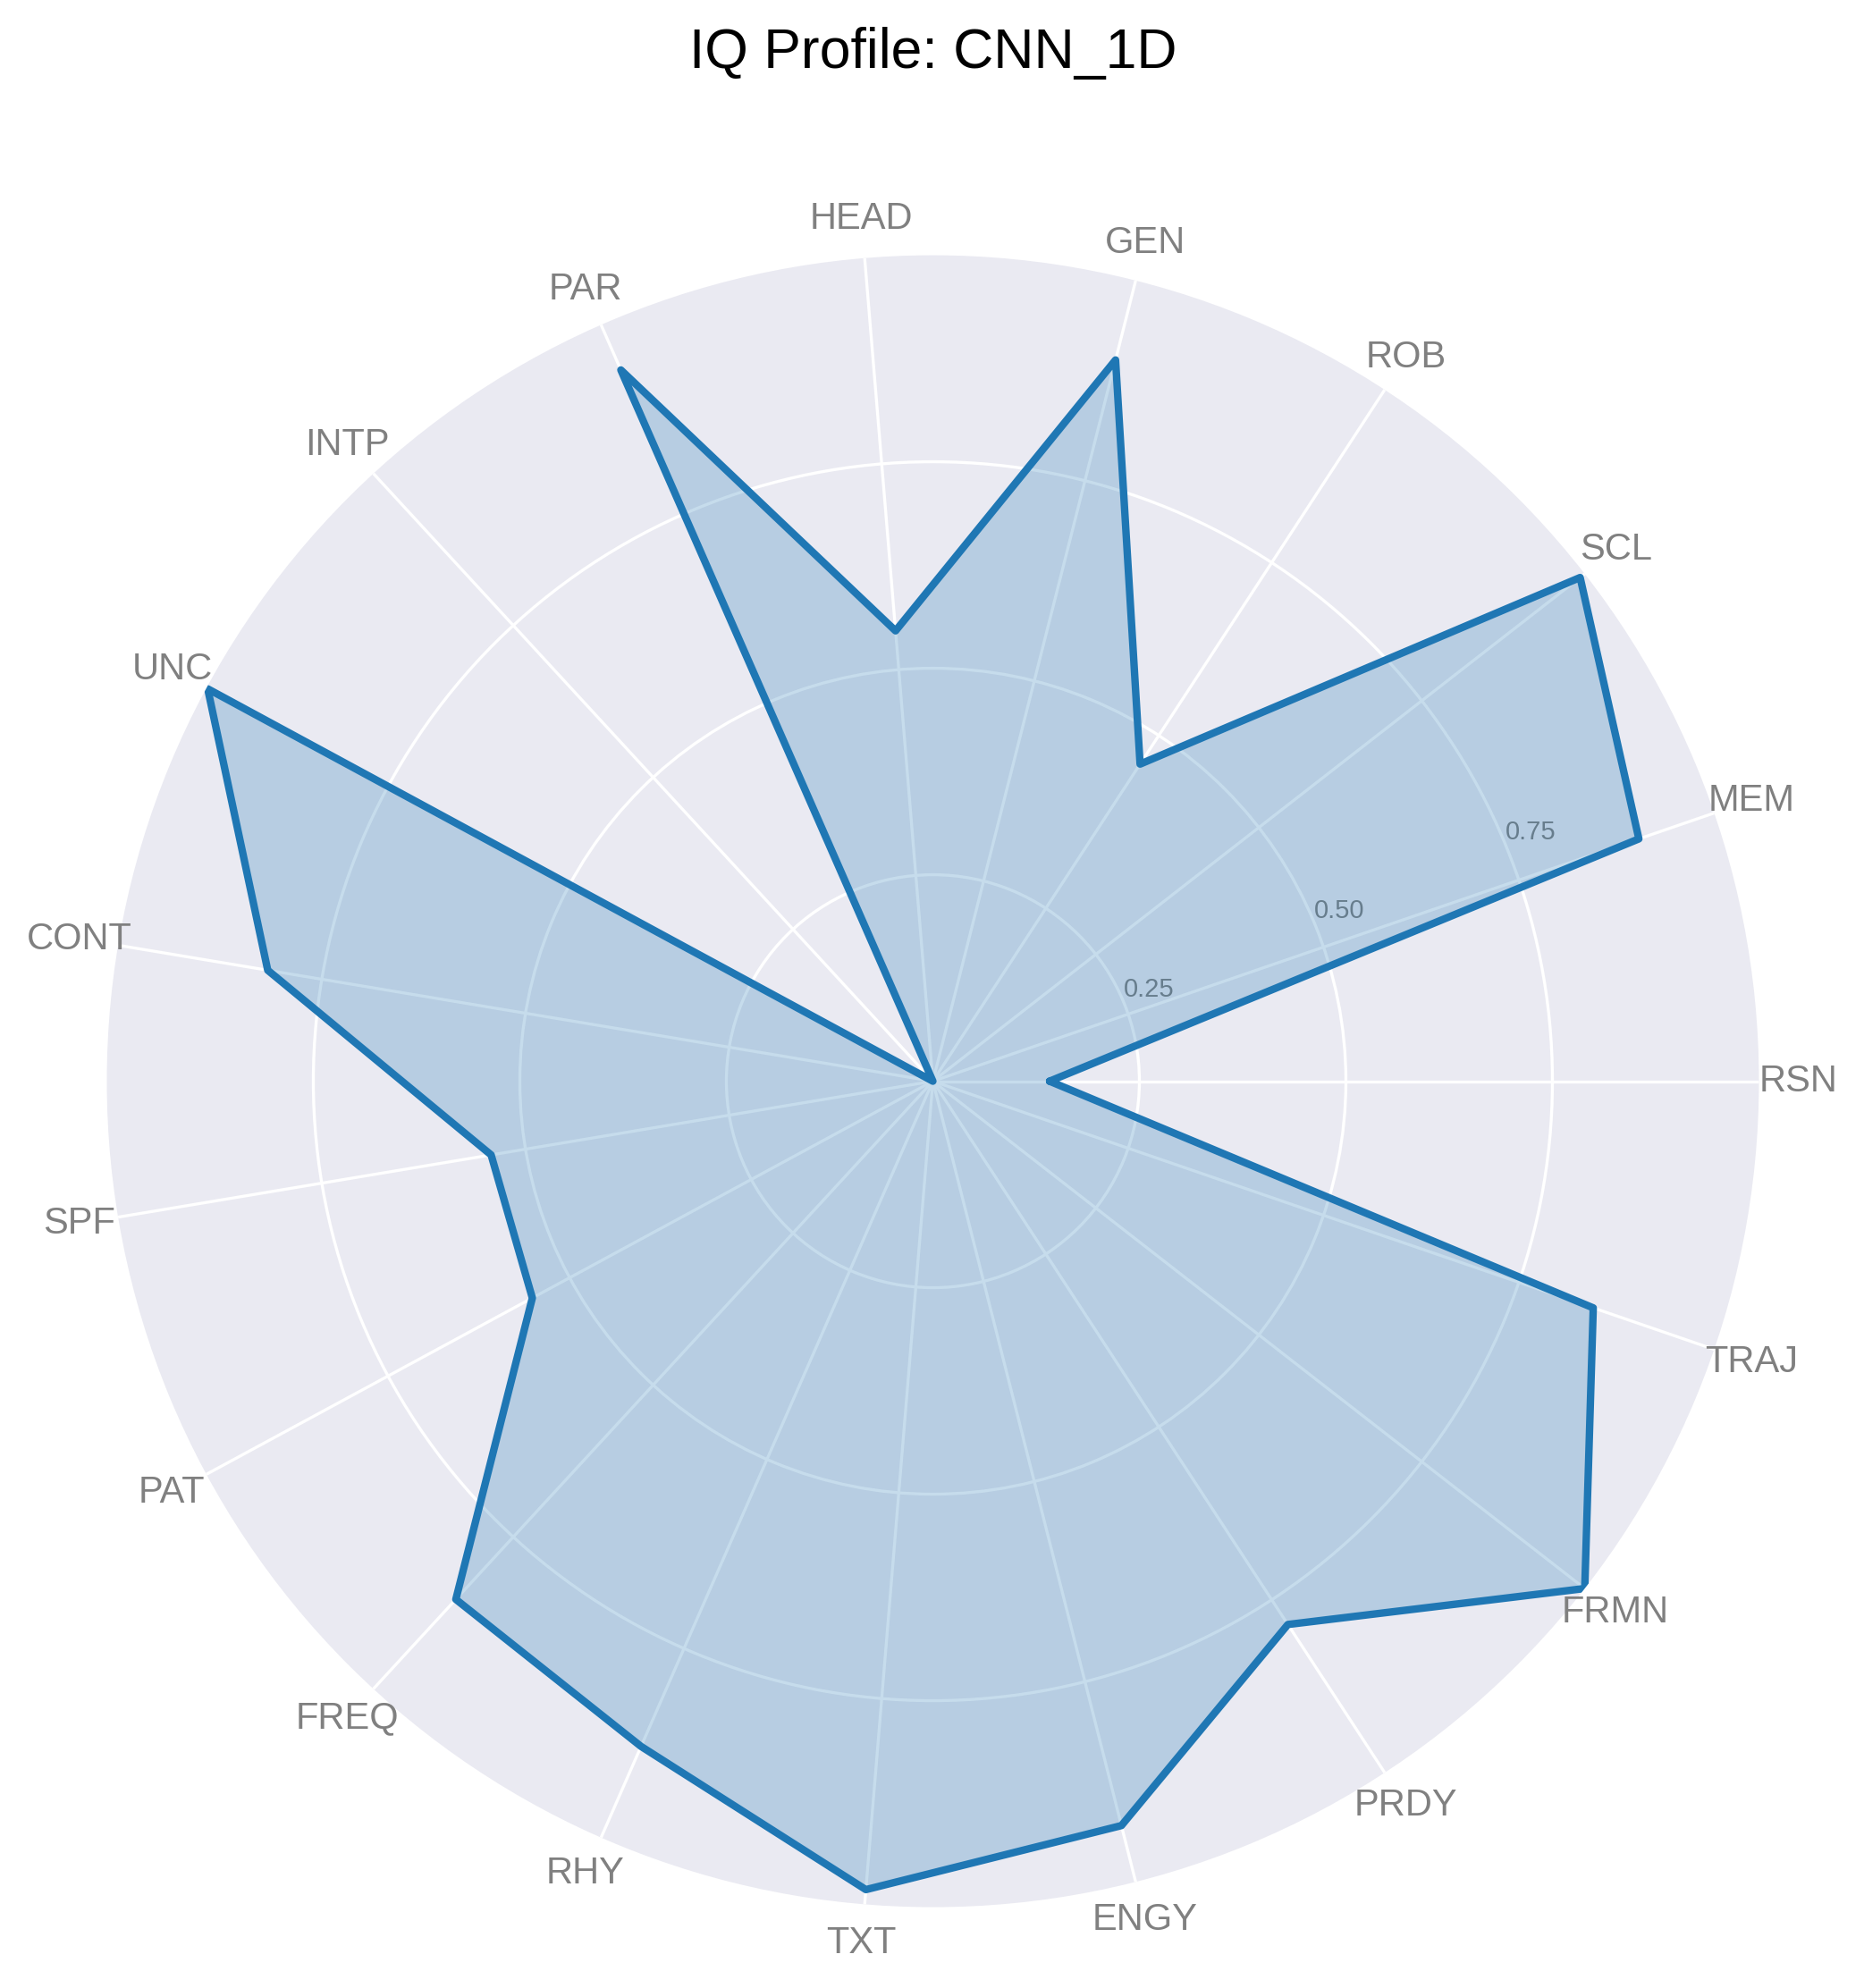 IQ Profile: CNN_1D
HEAD
GEN
PAR
ROB
INTP
SCL
UNC
MEM
0.75
0.50
CONT
0.25
RSN
SPF
TRAJ
PAT
FRMN
FREQ
PRDY
RHY
ENGY
TXT